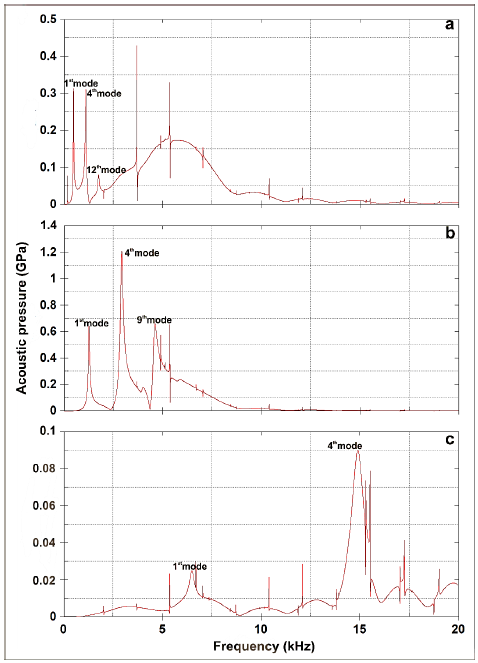 0.5
a
1st mode
4th mode
0.4
0.3
0.2
12th mode
0.1
0
1.4
b
1.2
4th mode
1
0.8
1st mode
9th mode
0.6
0.4
0.2
0
Acoustic pressure (GPa)
0.1
c
4th mode
0.08
0.06
0.04
1st mode
0.02
0
0 5 10 15 20
Frequency (kHz)